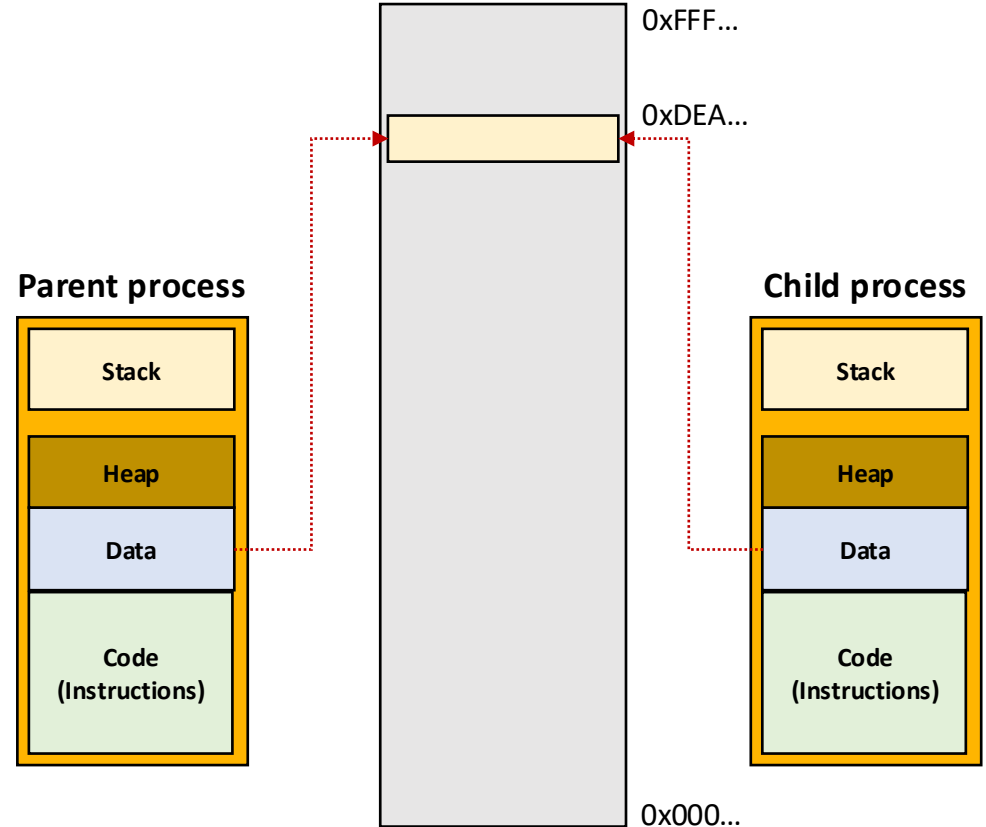 0xFFF...
0xDEA...
Parent process
Stack
Heap
Data
Code
(Instructions)
Child process
Stack
Heap
Data
Code
(Instructions)
0x000...